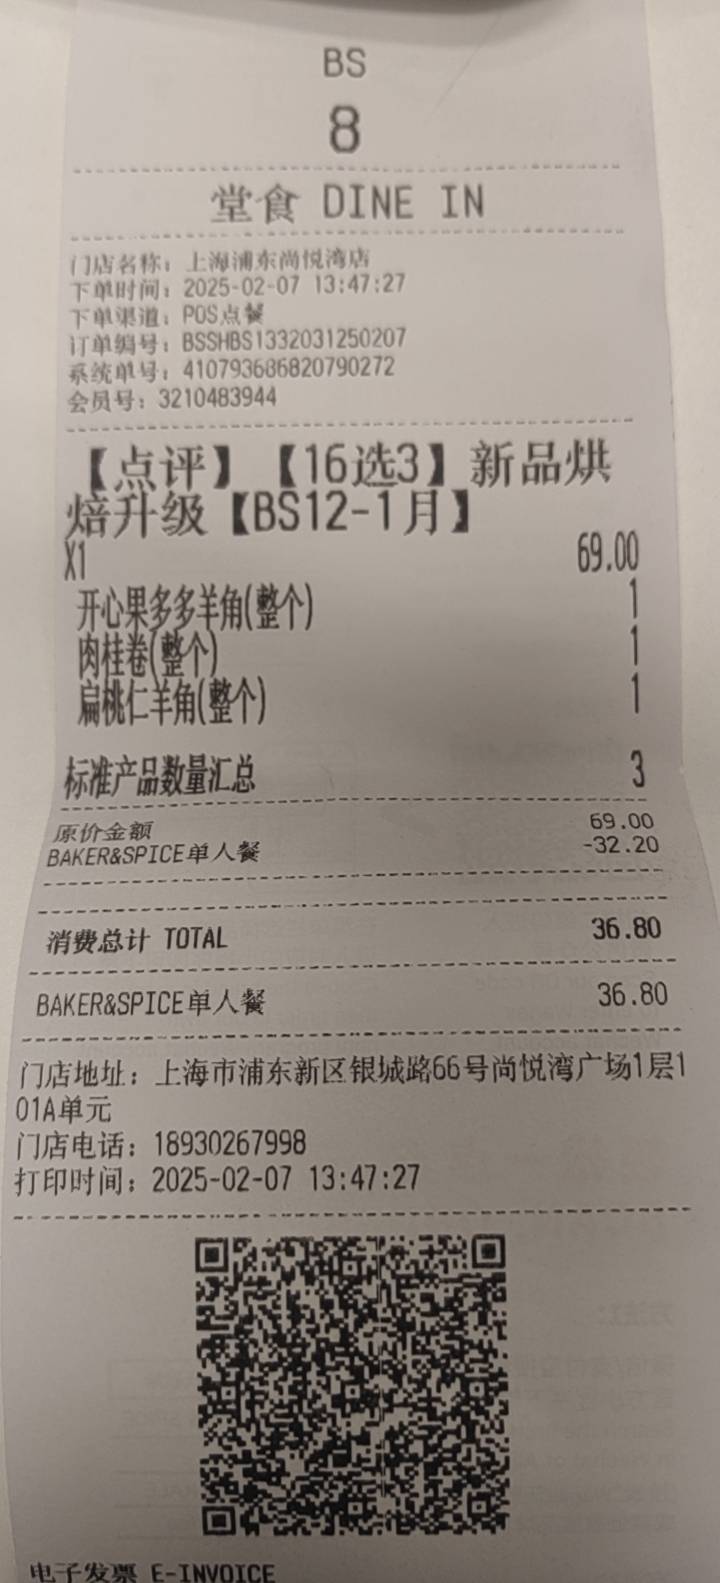 BS
8
堂食 DINE IN
门店名称：上海浦东尚悦湾店
下单时间：2025-02-07 13:47:27
下单渠道：POS点餐
订单编号：BSSHBS1332031250207
系统单号：410793686820790272
会员号：3210483944
【点评】【16选3】新品烘
焙升级【BS12-1月】
X1 69.00
开心果多多羊角(整个) 1
肉桂卷(整个) 1
扁桃仁羊角(整个) 1
标准产品数量汇总 3
原价金额 69.00
BAKER&SPICE单人餐 -32.20
消费总计 TOTAL 36.80
BAKER&SPICE单人餐 36.80
门店地址：上海市浦东新区银城路66号尚悦湾广场1层1
01A单元
门店电话：18930267998
打印时间：2025-02-07 13:47:27
电子发票 E-INVOICE